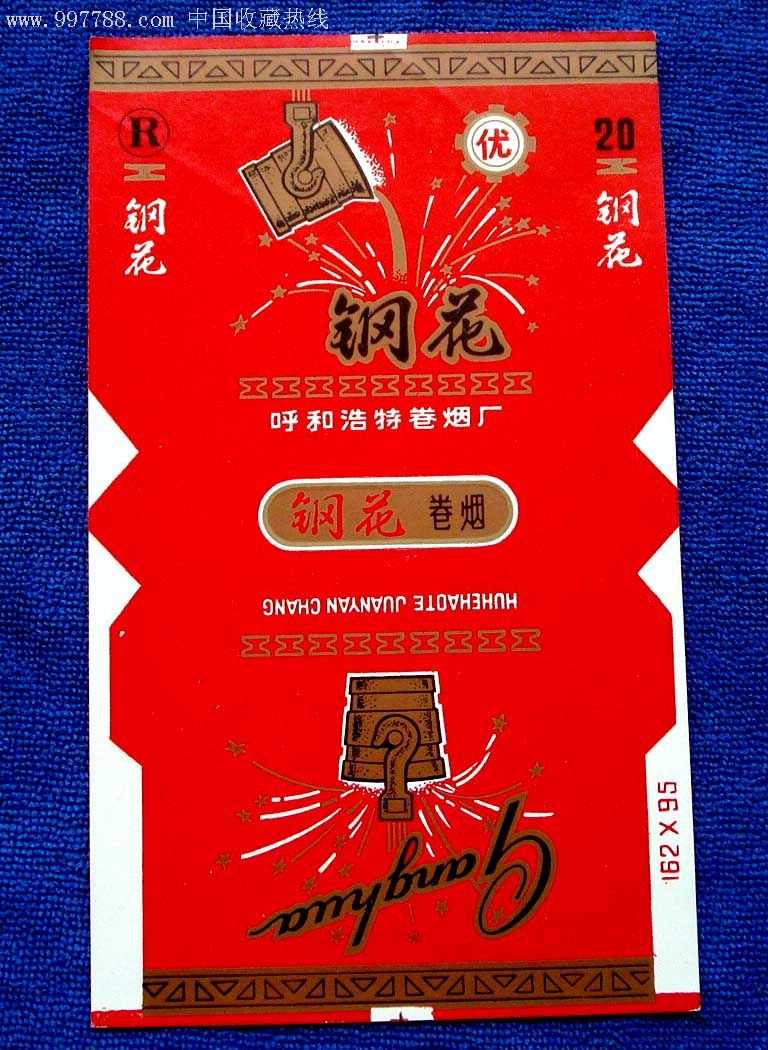 www.997788.com 中国收藏热线
R
优
20
钢花
钢花
钢花
呼和浩特卷烟厂
钢花 卷烟
HUHEHAOTE JUANYAN CHANG
Ganghua
162 X 95